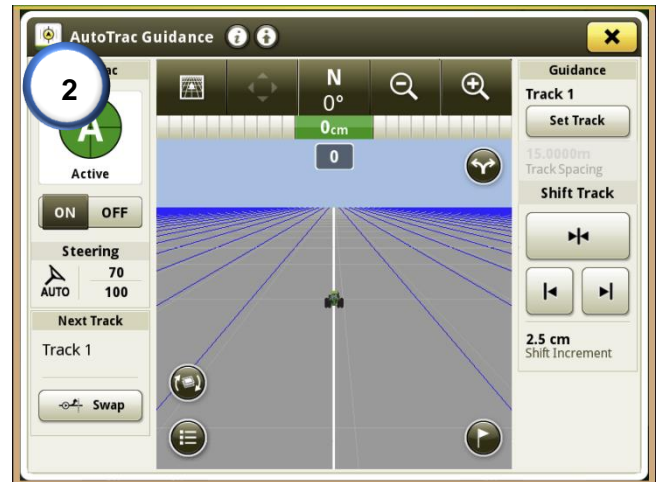 AutoTrac Guidance
2
ac
A
Active
ON OFF
Steering
AUTO
70
100
Next Track
Track 1
Swap
N
0°
0cm
0
Guidance
Track 1
Set Track
15.0000m
Track Spacing
Shift Track
2.5 cm
Shift Increment